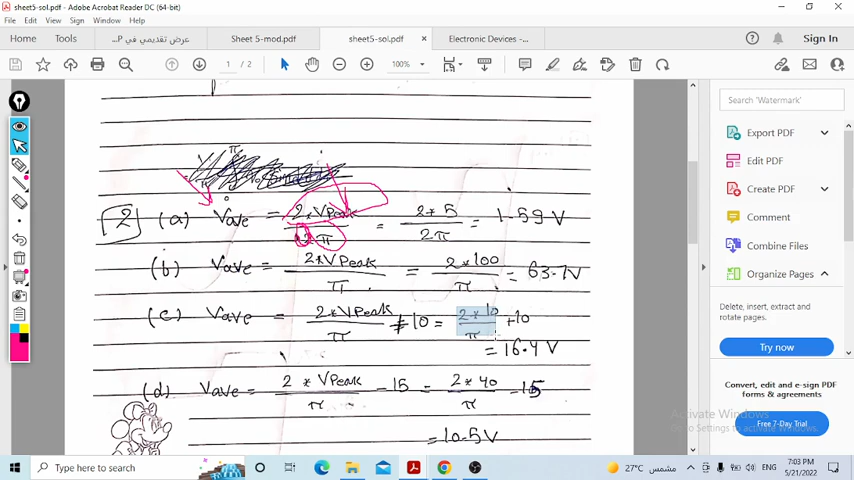 sheet5-sol.pdf - Adobe Acrobat Reader DC (64-bit)
File Edit View Sign Window Help
Home Tools عرض تقديمي في P... Sheet 5-mod.pdf sheet5-sol.pdf × Electronic Devices -... Sign In
1 / 2 100%
Search 'Watermark'
Export PDF
Edit PDF
Create PDF
Comment
Combine Files
Organize Pages
Delete, insert, extract and
rotate pages.
Try now
Convert, edit and e-sign PDF
forms & agreements
Free 7-Day Trial
Activate Windows
Go to Settings to activate Windows.
2 (a) Vave = 2*VPeak / 2π = 2*5 / 2π = 1.59 V
(b) Vave = 2*VPeak / π = 2*100 / π = 63.7V
(c) Vave = 2*VPeak / π + 10 = 2*10 / π +10
= 16.4 V
(d) Vave = 2 * VPeak / π - 15 = 2*40 / π - 15
= 10.5V
Type here to search
27°C مشمس
ENG
7:03 PM
5/21/2022